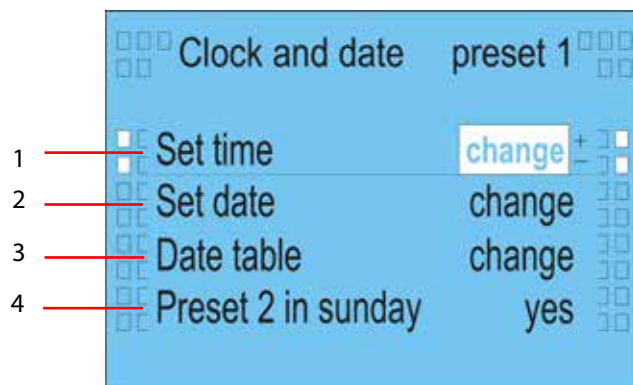 Clock and date preset 1
1 Set time change + −
2 Set date change
3 Date table change
4 Preset 2 in sunday yes